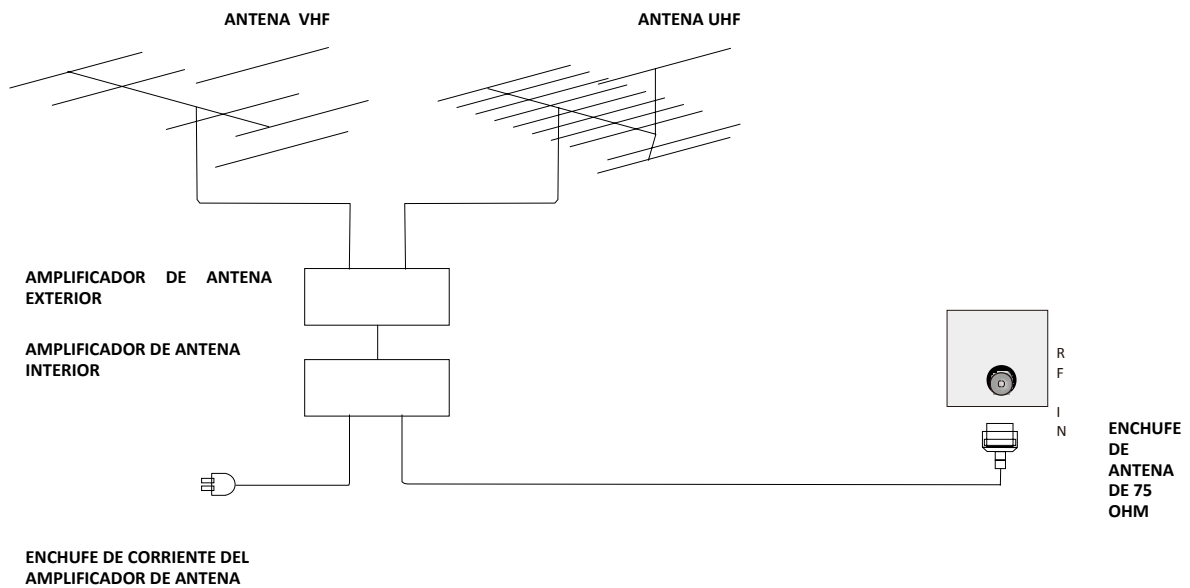 ANTENA VHF
ANTENA UHF
AMPLIFICADOR DE ANTENA
EXTERIOR
AMPLIFICADOR DE ANTENA
INTERIOR
R
F
I
N
ENCHUFE
DE
ANTENA
DE 75
OHM
ENCHUFE DE CORRIENTE DEL
AMPLIFICADOR DE ANTENA